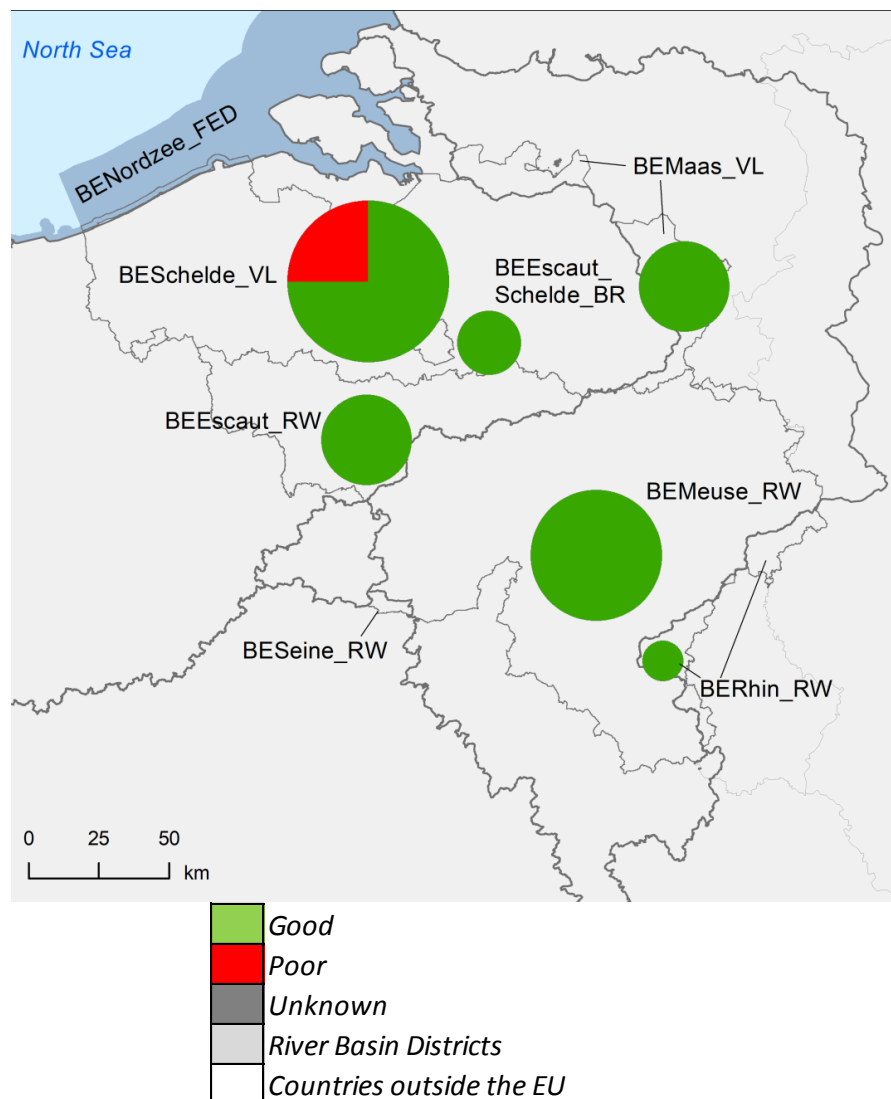 North Sea
BENordzee_FED
BEMaas_VL
BESchelde_VL
BEEscaut_
Schelde_BR
BEEscaut_RW
BEMeuse_RW
BESeine_RW
BERhin_RW
0 25 50
km
Good
Poor
Unknown
River Basin Districts
Countries outside the EU